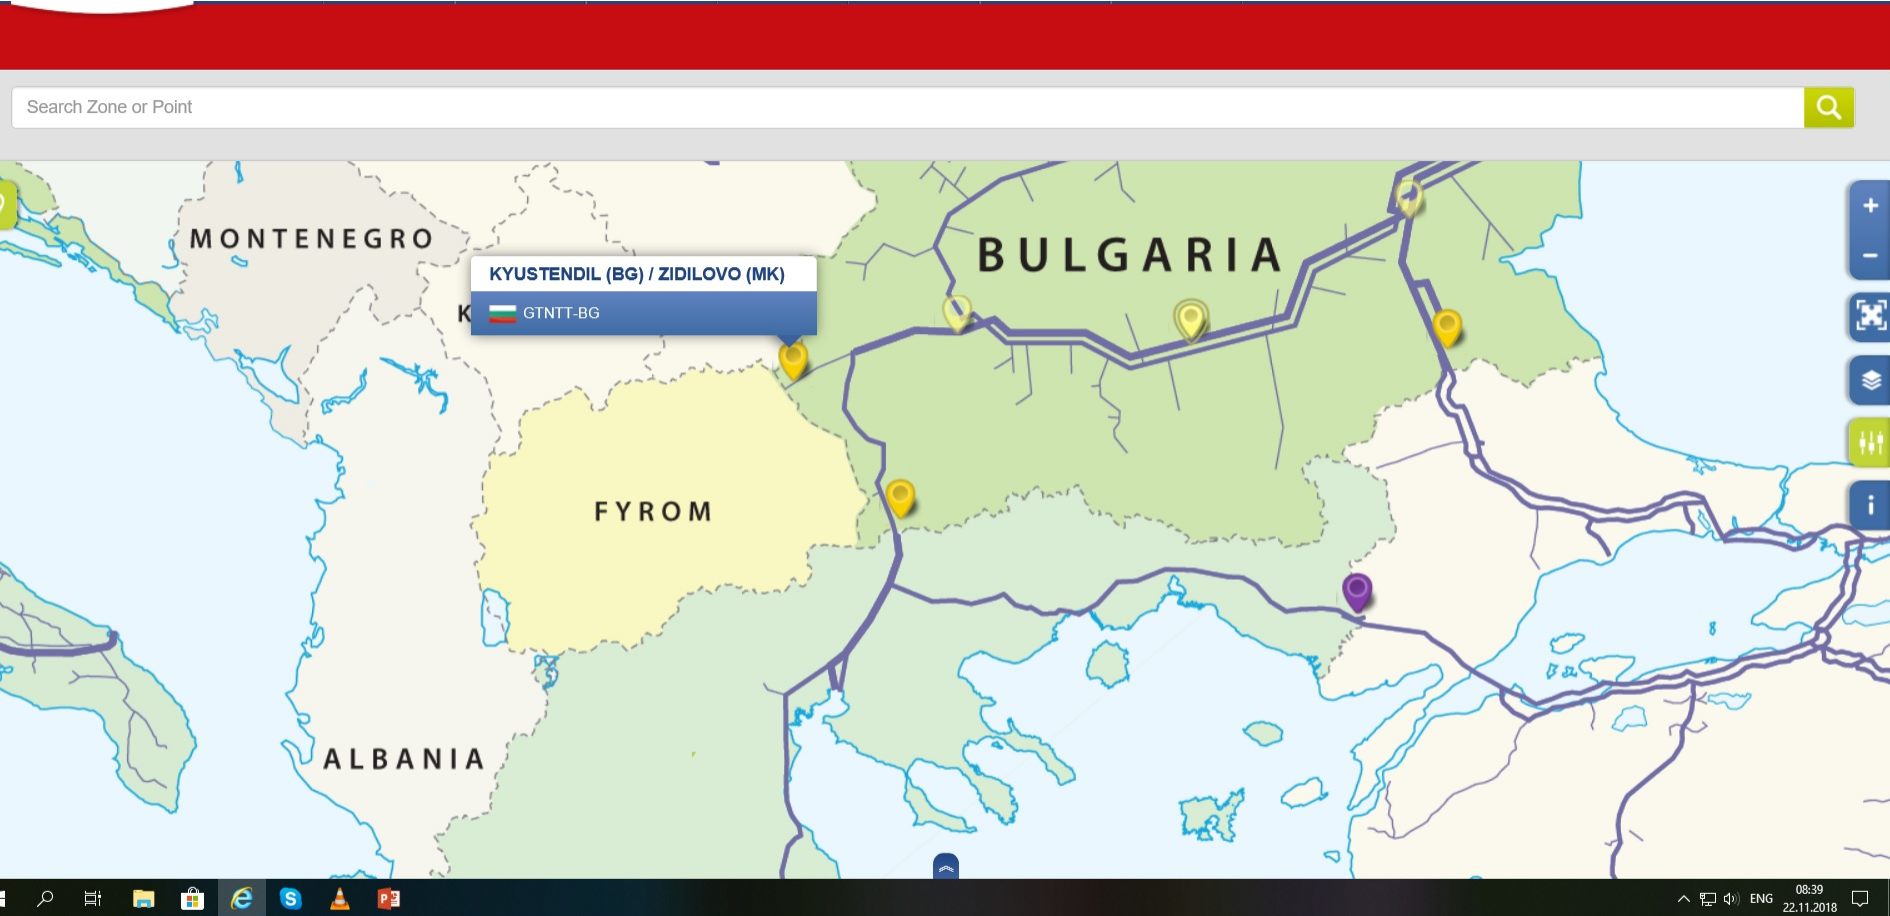 Search Zone or Point
MONTENEGRO
BULGARIA
KYUSTENDIL (BG) / ZIDILOVO (MK)
K
GTNTT-BG
FYROM
ALBANIA
ENG
08:39
22.11.2018